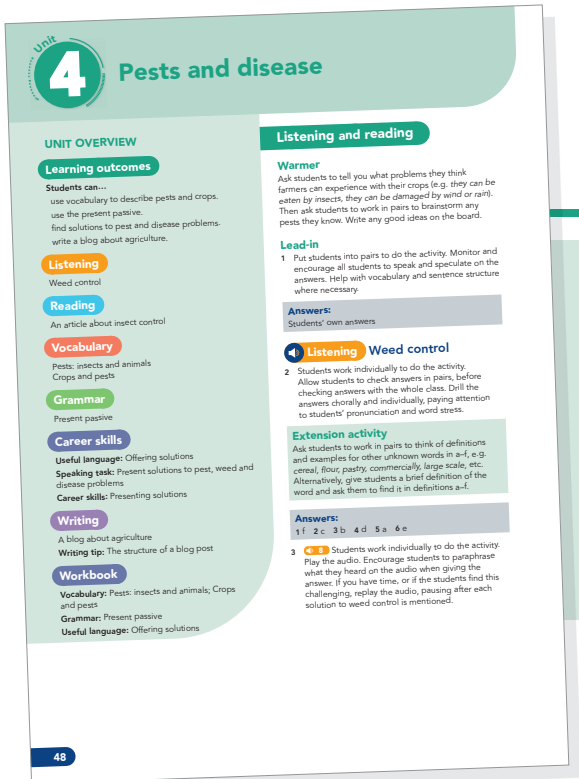 Unit
4
Pests and disease
UNIT OVERVIEW
Learning outcomes
Students can…
use vocabulary to describe pests and crops.
use the present passive.
find solutions to pest and disease problems.
write a blog about agriculture.
Listening
Weed control
Reading
An article about insect control
Vocabulary
Pests: insects and animals
Crops and pests
Grammar
Present passive
Career skills
Useful language: Offering solutions
Speaking task: Present solutions to pest, weed and
disease problems
Career skills: Presenting solutions
Writing
A blog about agriculture
Writing tip: The structure of a blog post
Workbook
Vocabulary: Pests: insects and animals; Crops
and pests
Grammar: Present passive
Useful language: Offering solutions
48
Listening and reading
Warmer
Ask students to tell you what problems they think
farmers can experience with their crops (e.g. they can be
eaten by insects, they can be damaged by wind or rain).
Then ask students to work in pairs to brainstorm any
pests they know. Write any good ideas on the board.
Lead-in
1 Put students into pairs to do the activity. Monitor and
encourage all students to speak and speculate on the
answers. Help with vocabulary and sentence structure
where necessary.
Answers:
Students' own answers
Listening Weed control
2 Students work individually to do the activity.
Allow students to check answers in pairs, before
checking answers with the whole class. Drill the
answers chorally and individually, paying attention
to students' pronunciation and word stress.
Extension activity
Ask students to work in pairs to think of definitions
and examples for other unknown words in a–f, e.g.
cereal, flour, pastry, commercially, large scale, etc.
Alternatively, give students a brief definition of the
word and ask them to find it in definitions a–f.
Answers:
1 f 2 c 3 b 4 d 5 a 6 e
3 8 Students work individually to do the activity.
Play the audio. Encourage students to paraphrase
what they heard on the audio when giving the
answer. If you have time, or if the students find this
challenging, replay the audio, pausing after each
solution to weed control is mentioned.